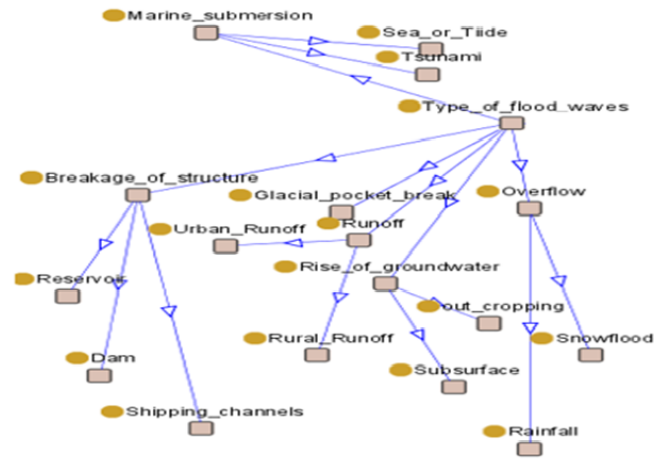 Marine_submersion
Sea_or_Tiide
Tsunami
Type_of_flood_waves
Breakage_of_structure
Glacial_pocket_break
Overflow
Urban_Runoff
Runoff
Rise_of_groundwater
Reservoir
out_cropping
Rural_Runoff
Snowflood
Dam
Subsurface
Shipping_channels
Rainfall